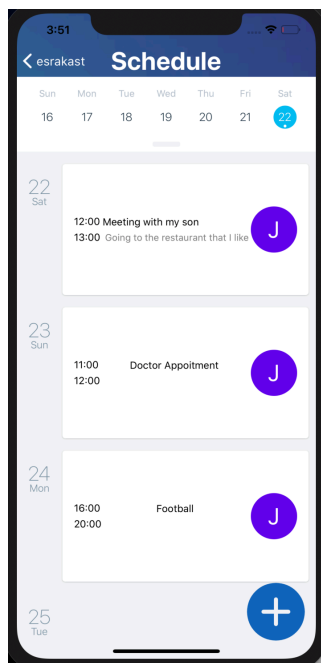 3:51
esrakast Schedule
Sun Mon Tue Wed Thu Fri Sat
16 17 18 19 20 21 22
22
Sat
12:00 Meeting with my son
13:00 Going to the restaurant that I like
J
23
Sun
11:00 Doctor Appoitment
12:00
J
24
Mon
16:00 Football
20:00
J
25
Tue